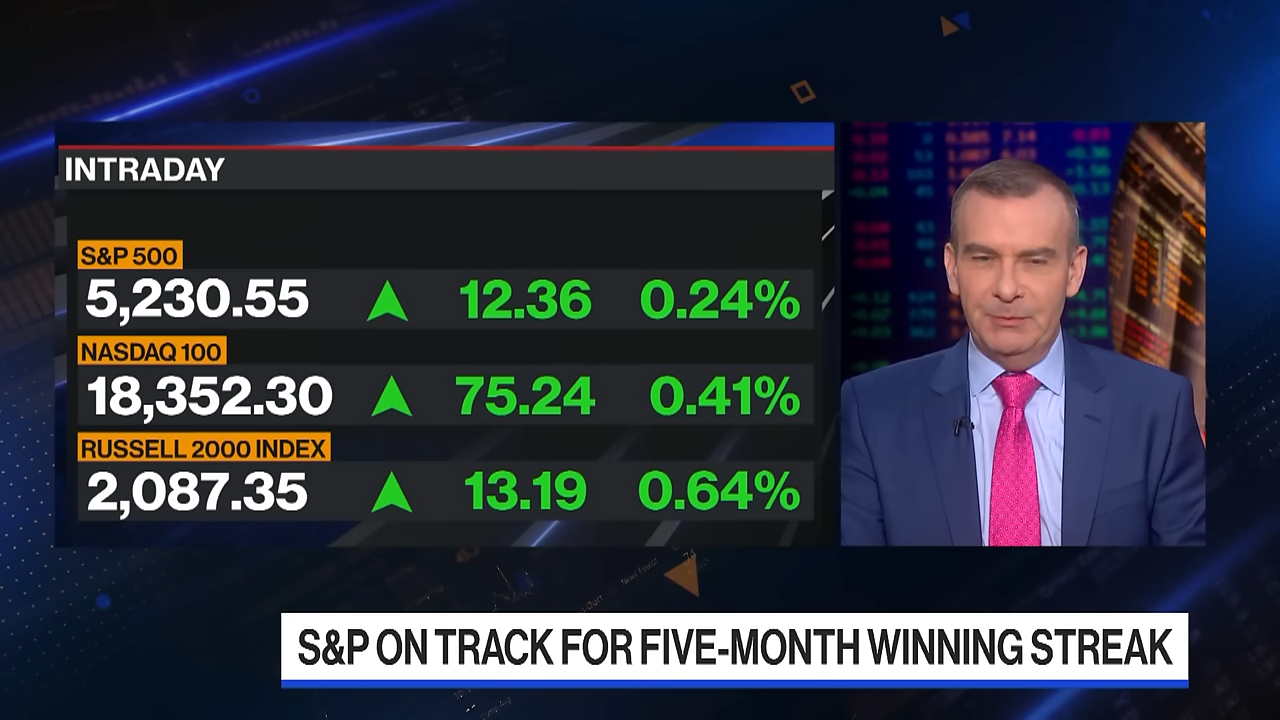 INTRADAY
S&P 500
5,230.55 ▲ 12.36 0.24%
NASDAQ 100
18,352.30 ▲ 75.24 0.41%
RUSSELL 2000 INDEX
2,087.35 ▲ 13.19 0.64%
S&P ON TRACK FOR FIVE-MONTH WINNING STREAK